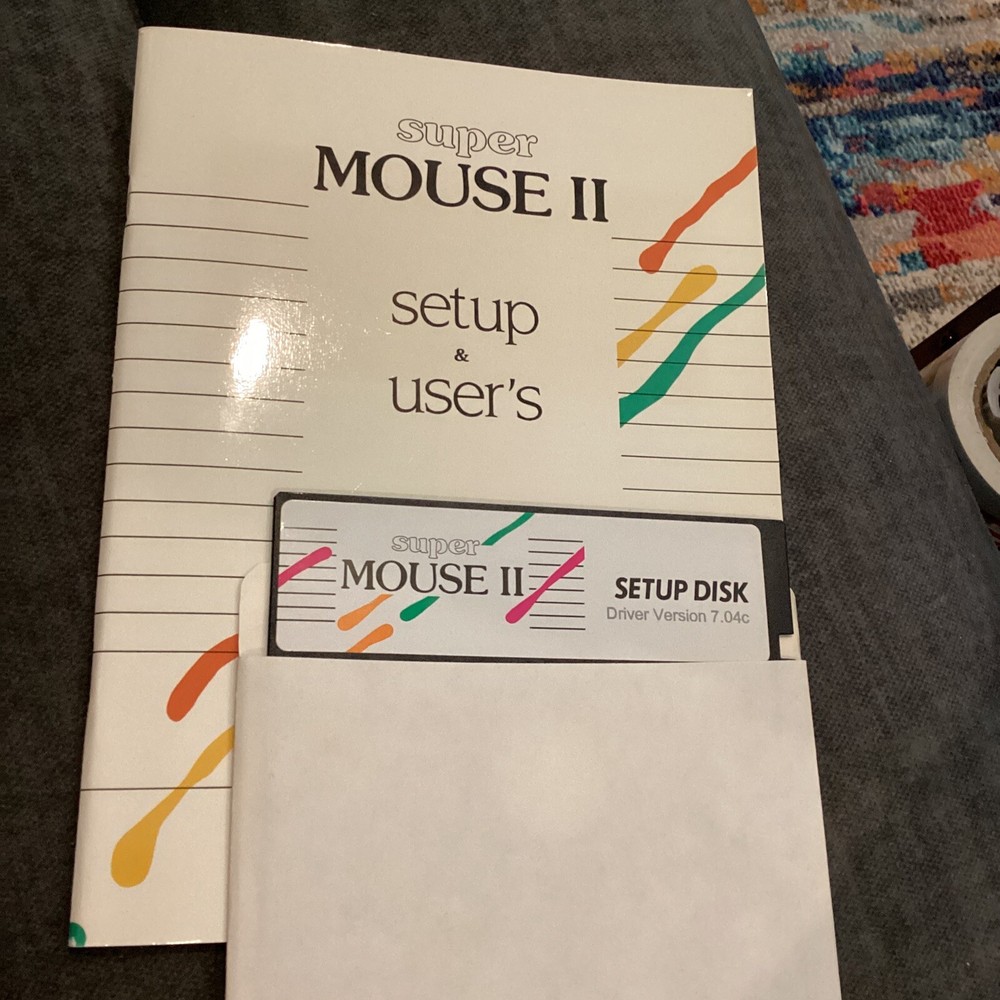 super
MOUSE II
setup
&
user's
super
MOUSE II
SETUP DISK
Driver Version 7.04c